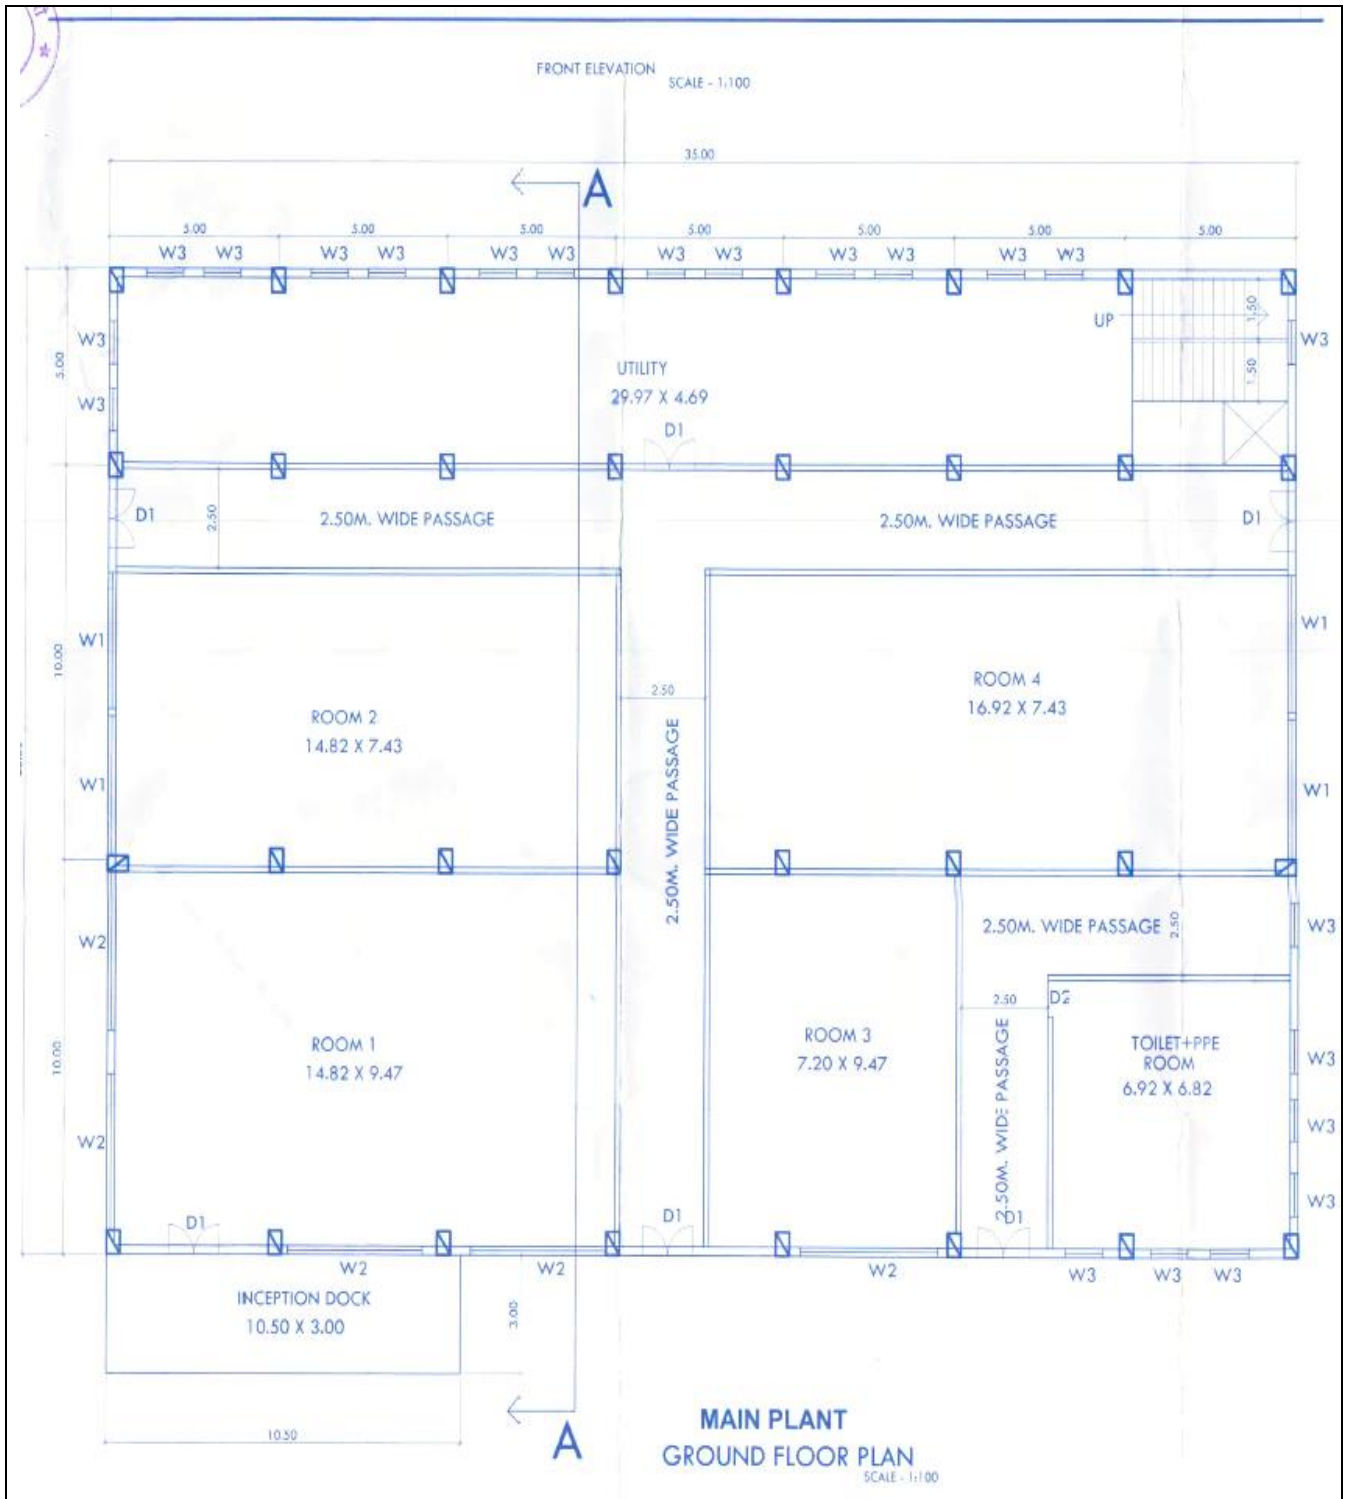 FRONT ELEVATION
SCALE - 1:100
35.00
A
5.00 5.00 5.00 5.00 5.00 5.00 5.00
W3 W3 W3 W3 W3 W3 W3 W3 W3 W3 W3 W3
UP
1.50
W3
W3
5.00
UTILITY
29.97 X 4.69
1.50
W3
D1
D1
2.50
2.50M. WIDE PASSAGE
2.50M. WIDE PASSAGE
D1
W1
W1
10.00
ROOM 4
16.92 X 7.43
2.50
ROOM 2
14.82 X 7.43
2.50M. WIDE PASSAGE
W1
W1
W2
2.50M. WIDE PASSAGE
2.50
W3
2.50
D2
ROOM 1
14.82 X 9.47
10.00
ROOM 3
7.20 X 9.47
2.50M. WIDE PASSAGE
TOILET+PPE
ROOM
6.92 X 6.82
W3
W3
W2
W3
D1
D1
D1
W2
W2
W2
W3
W3
W3
INCEPTION DOCK
10.50 X 3.00
3.00
10.50
A
MAIN PLANT
GROUND FLOOR PLAN
SCALE - 1:100